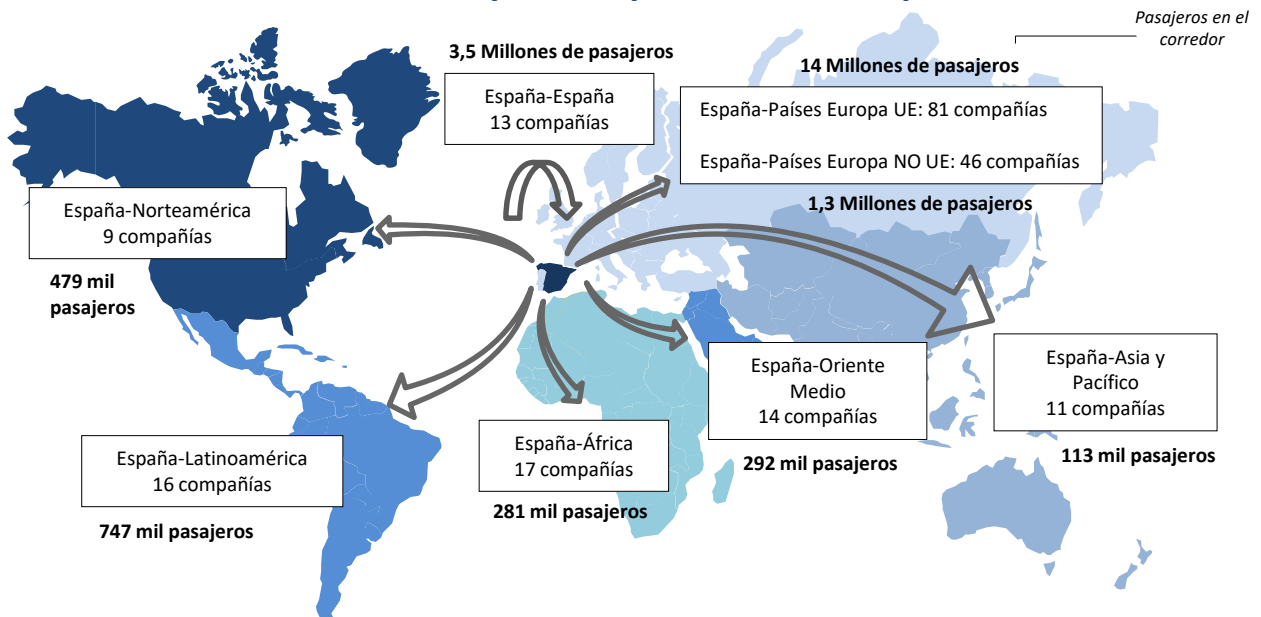 Pasajeros en el
corredor
3,5 Millones de pasajeros
España-España
13 compañías
14 Millones de pasajeros
España-Países Europa UE: 81 compañías
España-Países Europa NO UE: 46 compañías
1,3 Millones de pasajeros
España-Norteamérica
9 compañías
479 mil
pasajeros
España-Latinoamérica
16 compañías
747 mil pasajeros
España-África
17 compañías
281 mil pasajeros
España-Oriente
Medio
14 compañías
292 mil pasajeros
España-Asia y
Pacífico
11 compañías
113 mil pasajeros